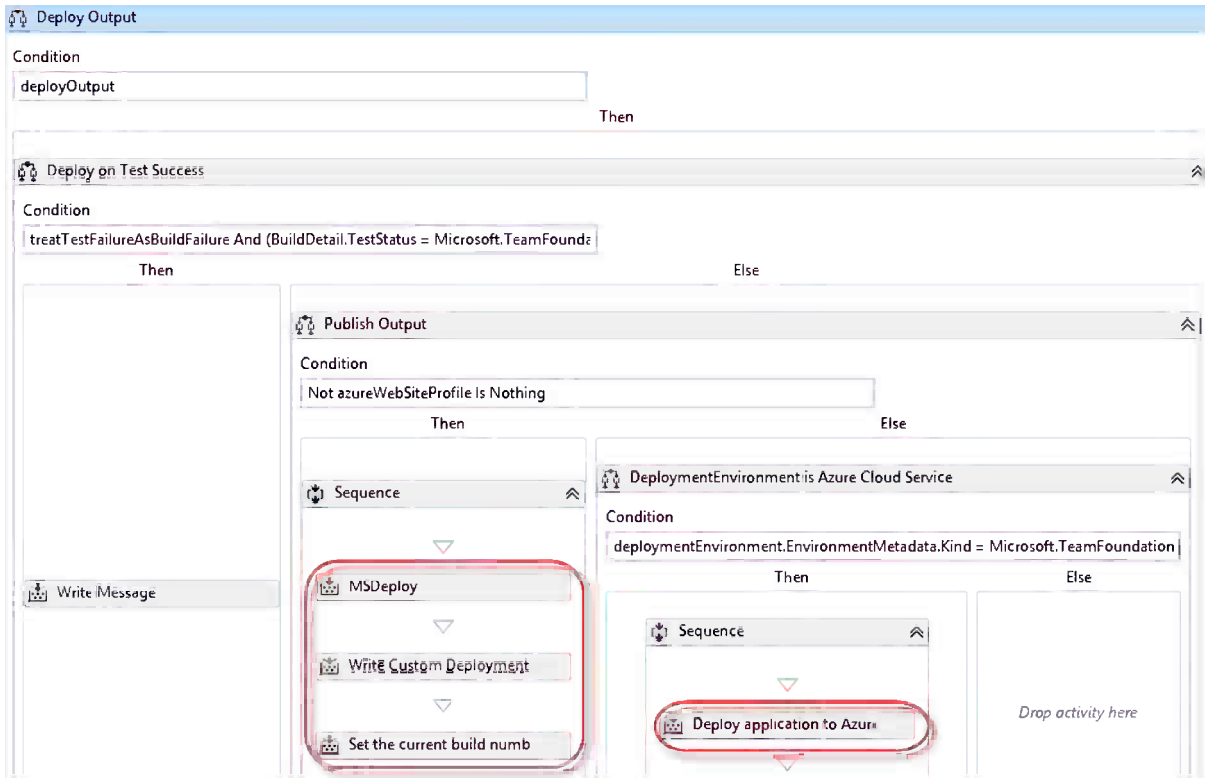 Deploy Output
Condition
deployOutput
Then
Deploy on Test Success
Condition
treatTestFailureAsBuildFailure And (BuildDetail.TestStatus = Microsoft.TeamFounda
Then
Else
Publish Output
Condition
Not azureWebSiteProfile Is Nothing
Then
Else
Sequence
DeploymentEnvironment is Azure Cloud Service
Condition
deploymentEnvironment.EnvironmentMetadata.Kind = Microsoft.TeamFoundation
Then
Else
MSDeploy
Write Message
Sequence
Write Custom Deployment
Drop activity here
Deploy application to Azur
Set the current build numb